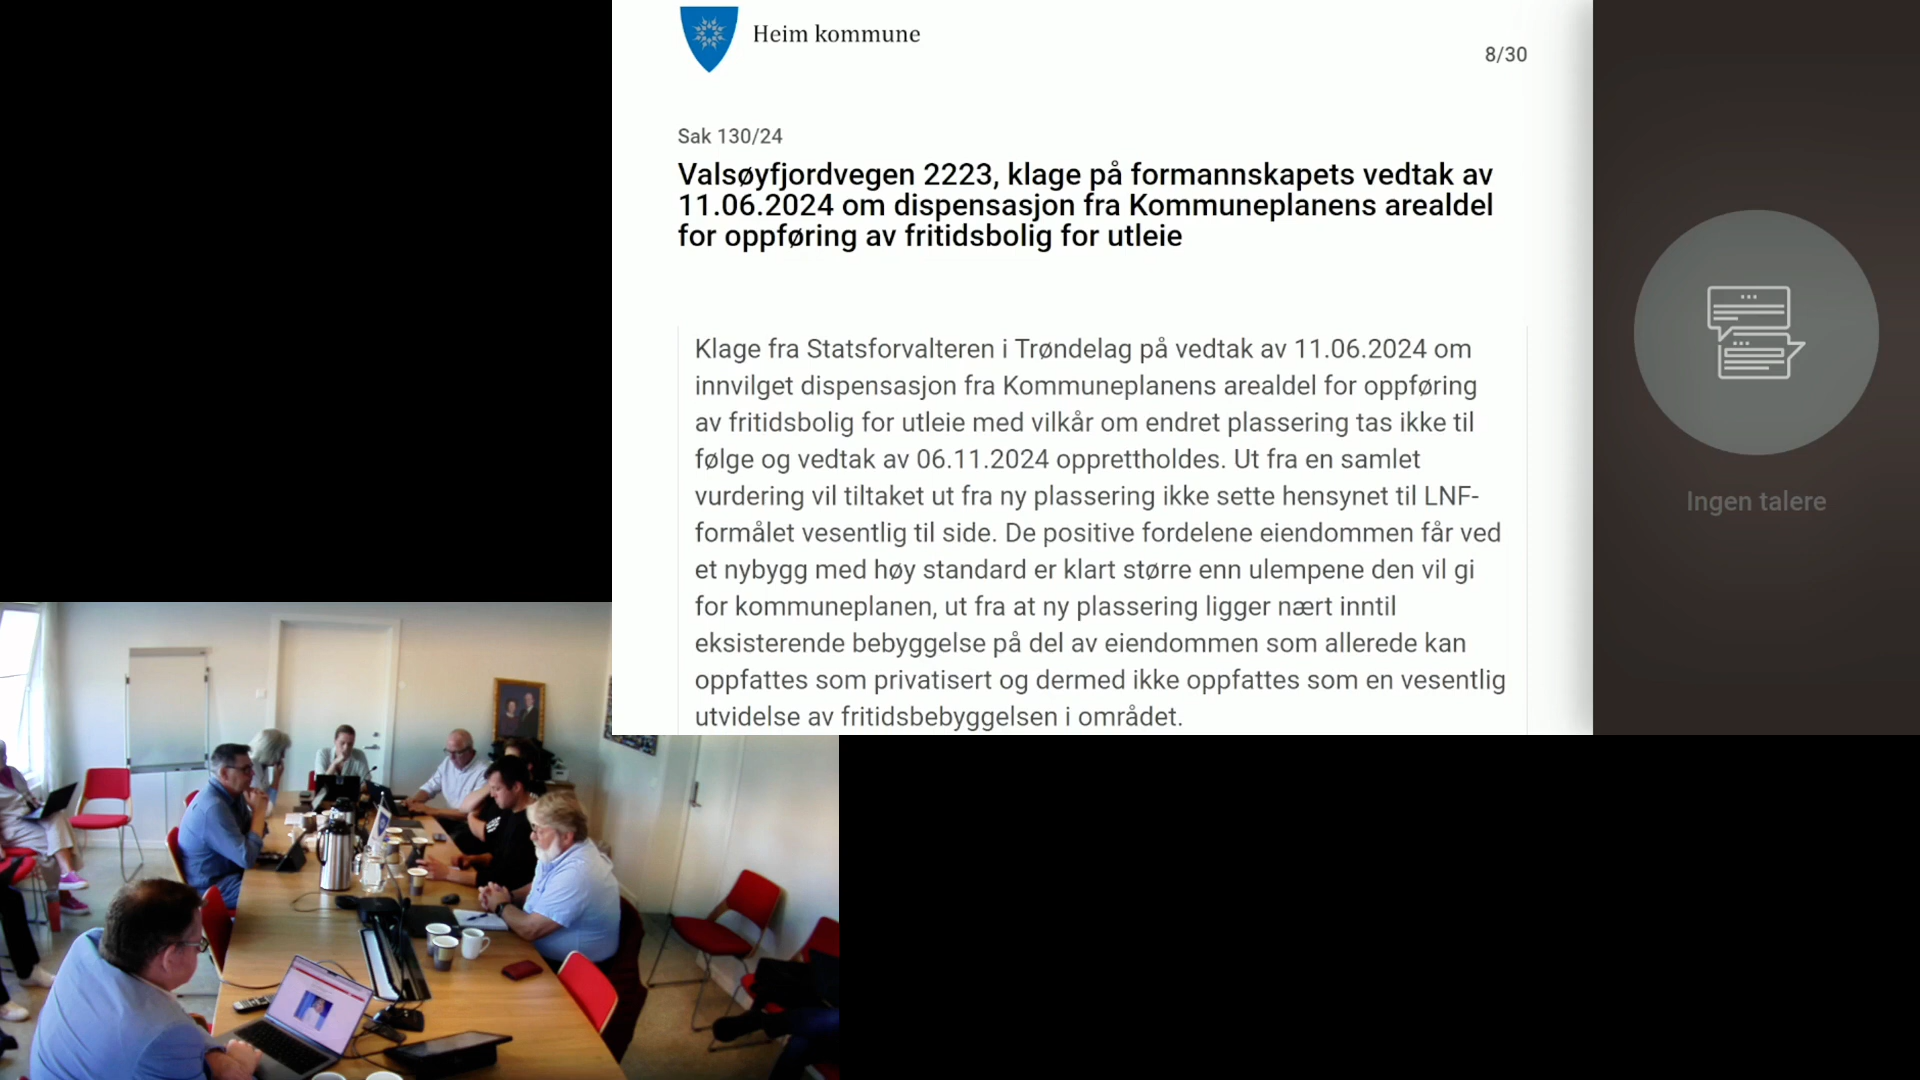 Heim kommune
8/30
Sak 130/24
Valsøyfjordvegen 2223, klage på formannskapets vedtak av
11.06.2024 om dispensasjon fra Kommuneplanens arealdel
for oppføring av fritidsbolig for utleie
Klage fra Statsforvalteren i Trøndelag på vedtak av 11.06.2024 om
innvilget dispensasjon fra Kommuneplanens arealdel for oppføring
av fritidsbolig for utleie med vilkår om endret plassering tas ikke til
følge og vedtak av 06.11.2024 opprettholdes. Ut fra en samlet
vurdering vil tiltaket ut fra ny plassering ikke sette hensynet til LNF-
formålet vesentlig til side. De positive fordelene eiendommen får ved
et nybygg med høy standard er klart større enn ulempene den vil gi
for kommuneplanen, ut fra at ny plassering ligger nært inntil
eksisterende bebyggelse på del av eiendommen som allerede kan
oppfattes som privatisert og dermed ikke oppfattes som en vesentlig
utvidelse av fritidsbebyggelsen i området.
Ingen talere